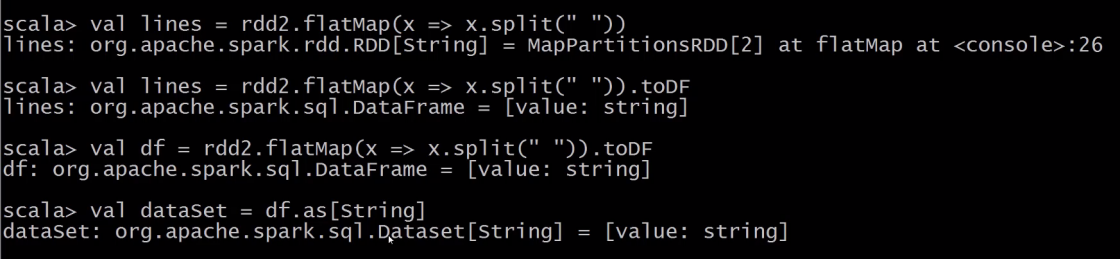 scala> val lines = rdd2.flatMap(x => x.split(" "))
lines: org.apache.spark.rdd.RDD[String] = MapPartitionsRDD[2] at flatMap at <console>:26
scala> val lines = rdd2.flatMap(x => x.split(" ")).toDF
lines: org.apache.spark.sql.DataFrame = [value: string]
scala> val df = rdd2.flatMap(x => x.split(" ")).toDF
df: org.apache.spark.sql.DataFrame = [value: string]
scala> val dataSet = df.as[String]
dataSet: org.apache.spark.sql.Dataset[String] = [value: string]